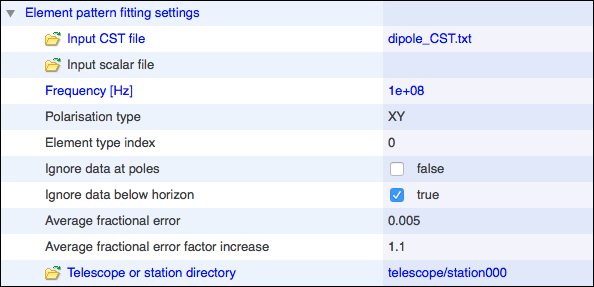 Element pattern fitting settings
Input CST file dipole_CST.txt
Input scalar file
Frequency [Hz] 1e+08
Polarisation type XY
Element type index 0
Ignore data at poles false
Ignore data below horizon true
Average fractional error 0.005
Average fractional error factor increase 1.1
Telescope or station directory telescope/station000